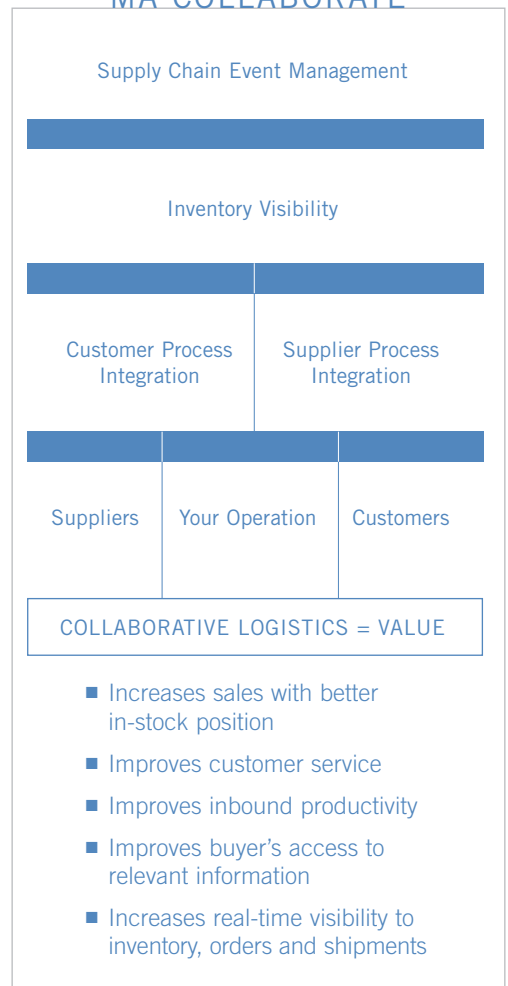 MA COLLABORATE
Supply Chain Event Management
Inventory Visibility
Customer Process
Integration
Supplier Process
Integration
Suppliers
Your Operation
Customers
COLLABORATIVE LOGISTICS = VALUE
■ Increases sales with better
in-stock position
■ Improves customer service
■ Improves inbound productivity
■ Improves buyer’s access to
relevant information
■ Increases real-time visibility to
inventory, orders and shipments